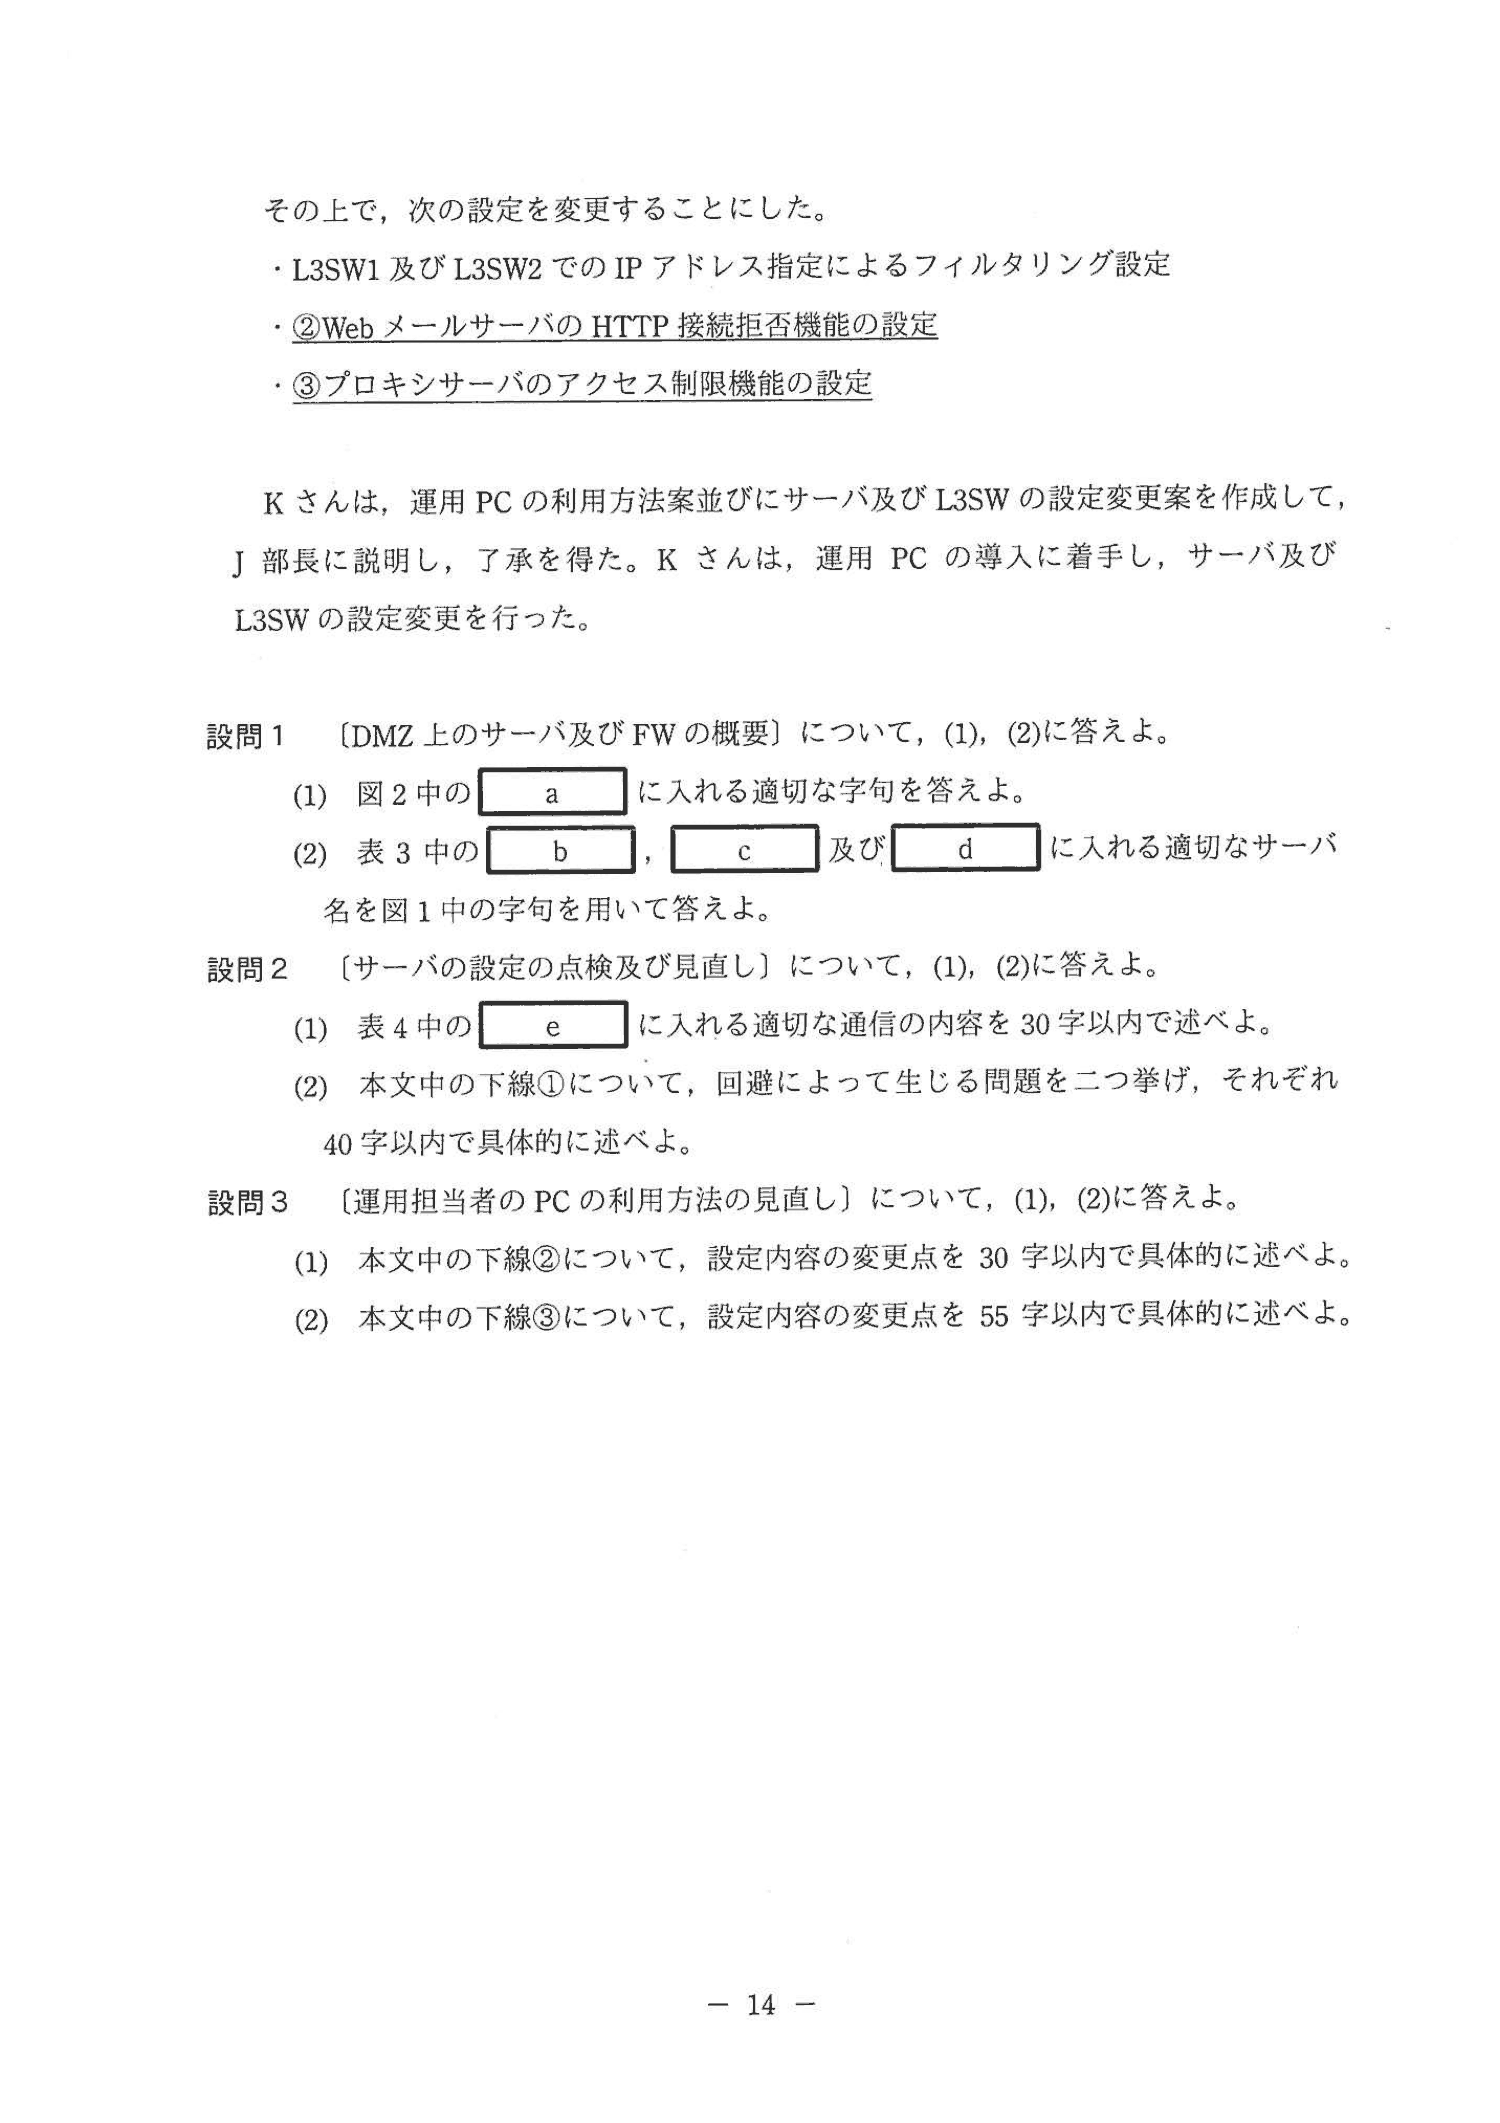 その上で，次の設定を変更することにした。
・L3SW1 及び L3SW2 での IP アドレス指定によるフィルタリング設定
・②Web メールサーバの HTTP 接続拒否機能の設定
・③プロキシサーバのアクセス制限機能の設定
K さんは，運用 PC の利用方法案並びにサーバ及び L3SW の設定変更案を作成して，
J 部長に説明し，了承を得た。K さんは，運用 PC の導入に着手し，サーバ及び
L3SW の設定変更を行った。
設問1 〔DMZ 上のサーバ及び FW の概要〕について，(1)，(2)に答えよ。
(1) 図 2 中の a に入れる適切な字句を答えよ。
(2) 表 3 中の b ， c 及び d に入れる適切なサーバ
名を図 1 中の字句を用いて答えよ。
設問2 〔サーバの設定の点検及び見直し〕について，(1)，(2)に答えよ。
(1) 表 4 中の e に入れる適切な通信の内容を 30 字以内で述べよ。
(2) 本文中の下線①について，回避によって生じる問題を二つ挙げ，それぞれ
40 字以内で具体的に述べよ。
設問3 〔運用担当者の PC の利用方法の見直し〕について，(1)，(2)に答えよ。
(1) 本文中の下線②について，設定内容の変更点を 30 字以内で具体的に述べよ。
(2) 本文中の下線③について，設定内容の変更点を 55 字以内で具体的に述べよ。
－ 14 －